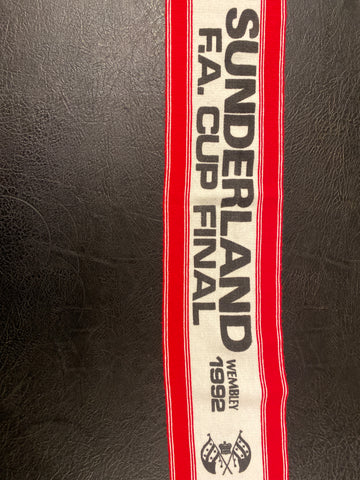 SUNDERLAND
F.A. CUP FINAL
WEMBLEY
1992